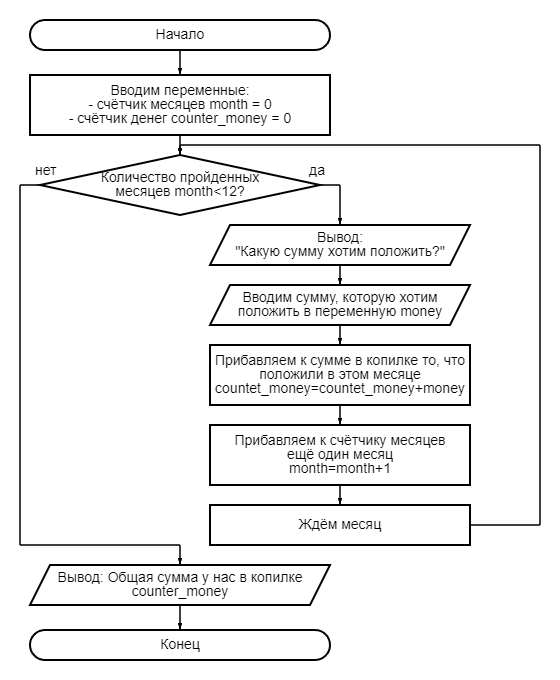 Начало
Вводим переменные:
- счётчик месяцев month = 0
- счётчик денег counter_money = 0
нет
Количество пройденных
месяцев month<12?
да
Вывод:
"Какую сумму хотим положить?"
Вводим сумму, которую хотим
положить в переменную money
Прибавляем к сумме в копилке то, что
положили в этом месяце
countet_money=countet_money+money
Прибавляем к счётчику месяцев
ещё один месяц
month=month+1
Ждём месяц
Вывод: Общая сумма у нас в копилке
counter_money
Конец